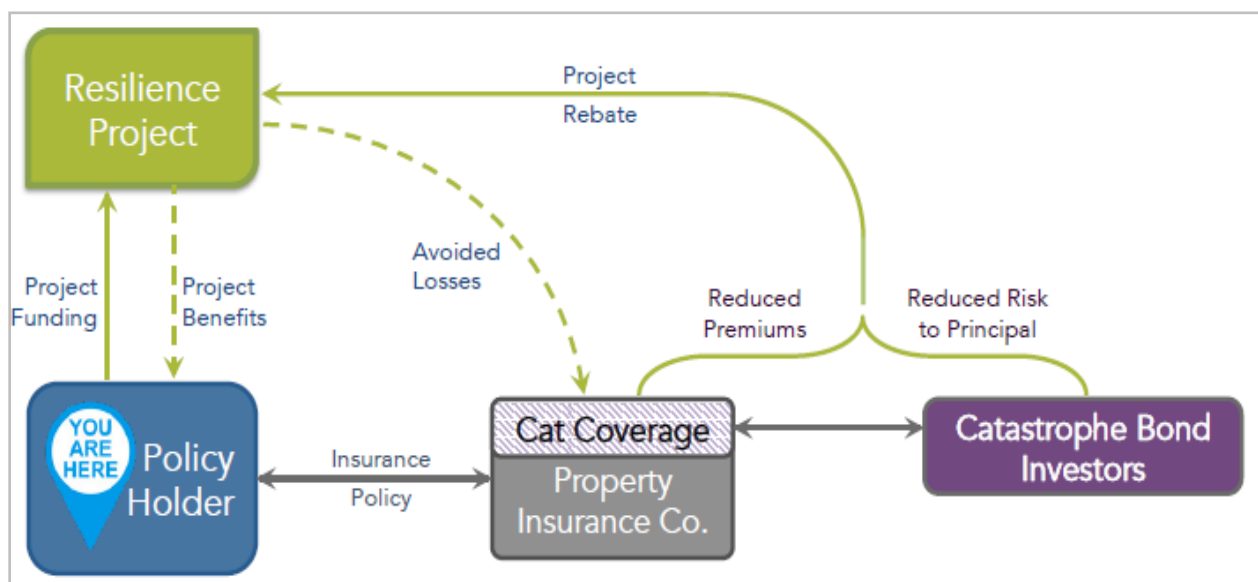 Resilience
Project
Project
Rebate
Avoided
Losses
Project
Funding
Project
Benefits
Reduced
Premiums
Reduced Risk
to Principal
YOU
ARE
HERE
Policy
Holder
Insurance
Policy
Cat Coverage
Property
Insurance Co.
Catastrophe Bond
Investors